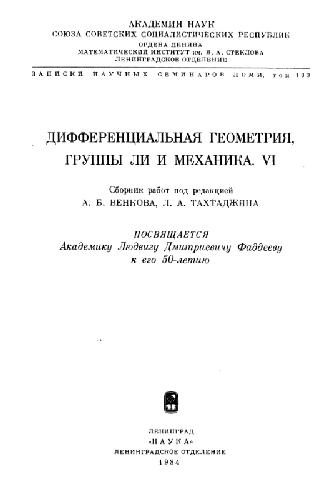 АКАДЕМИЯ НАУК
СОЮЗА СОВЕТСКИХ СОЦИАЛИСТИЧЕСКИХ РЕСПУБЛИК
ОРДЕНА ЛЕНИНА
МАТЕМАТИЧЕСКИЙ ИНСТИТУТ им. В. А. СТЕКЛОВА
ЛЕНИНГРАДСКОЕ ОТДЕЛЕНИЕ
ЗАПИСКИ НАУЧНЫХ СЕМИНАРОВ ЛОМИ, том 133
ДИФФЕРЕНЦИАЛЬНАЯ ГЕОМЕТРИЯ,
ГРУППЫ ЛИ И МЕХАНИКА. VI
Сборник работ под редакцией
А. Б. ВЕНКОВА, Л. А. ТАХТАДЖЯНА
ПОСВЯЩАЕТСЯ
Академику Людвигу Дмитриевичу Фаддееву
к его 50-летию
ЛЕНИНГРАД
«НАУКА»
ЛЕНИНГРАДСКОЕ ОТДЕЛЕНИЕ
1984